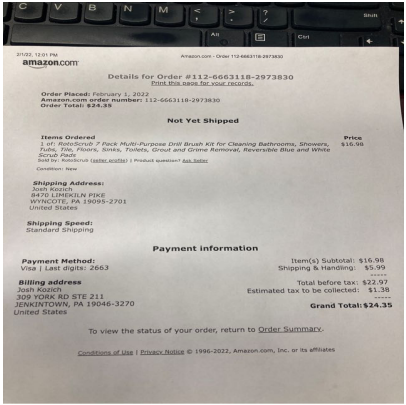 C V B N M < , > . ? / Shift
Alt Ctrl
2/1/22, 12:01 PM Amazon.com - Order 112-6663118-2973830
amazon.com
Details for Order #112-6663118-2973830
Print this page for your records.
Order Placed: February 1, 2022
Amazon.com order number: 112-6663118-2973830
Order Total: $24.35
Not Yet Shipped
Items Ordered Price
1 of: RotoScrub 7 Pack Multi-Purpose Drill Brush Kit for Cleaning Bathrooms, Showers, $16.98
Tubs, Tile, Floors, Sinks, Toilets, Grout and Grime Removal, Reversible Blue and White
Scrub Pads
Sold by: RotoScrub (seller profile) | Product question? Ask Seller
Condition: New
Shipping Address:
Josh Kozich
8470 LIMEKILN PIKE
WYNCOTE, PA 19095-2701
United States
Shipping Speed:
Standard Shipping
Payment information
Payment Method:
Visa | Last digits: 2663
Billing address
Josh Kozich
309 YORK RD STE 211
JENKINTOWN, PA 19046-3270
United States
Item(s) Subtotal: $16.98
Shipping & Handling: $5.99
-----
Total before tax: $22.97
Estimated tax to be collected: $1.38
-----
Grand Total: $24.35
To view the status of your order, return to Order Summary.
Conditions of Use | Privacy Notice © 1996-2022, Amazon.com, Inc. or its affiliates